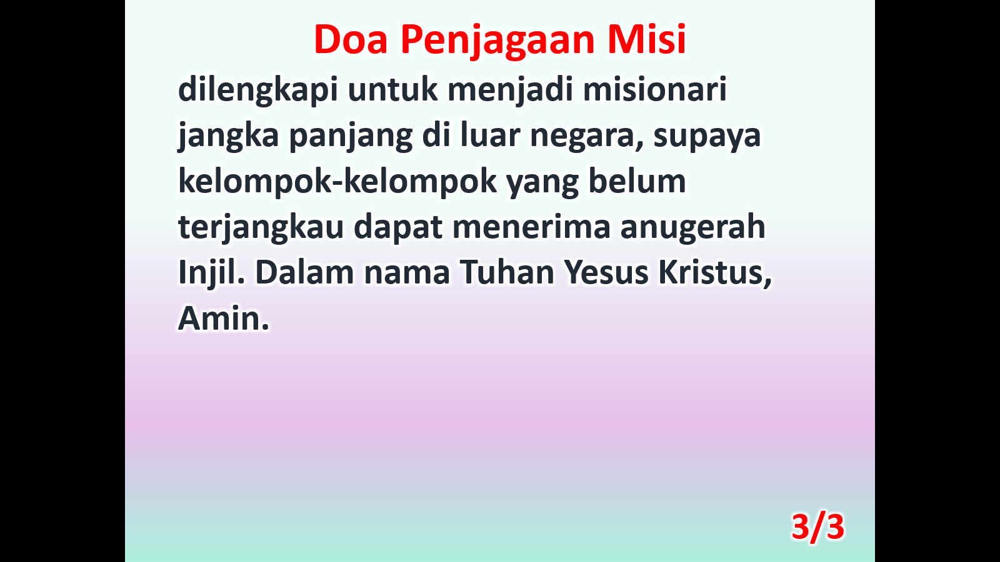 Doa Penjagaan Misi
dilengkapi untuk menjadi misionari
jangka panjang di luar negara, supaya
kelompok-kelompok yang belum
terjangkau dapat menerima anugerah
Injil. Dalam nama Tuhan Yesus Kristus,
Amin.
3/3